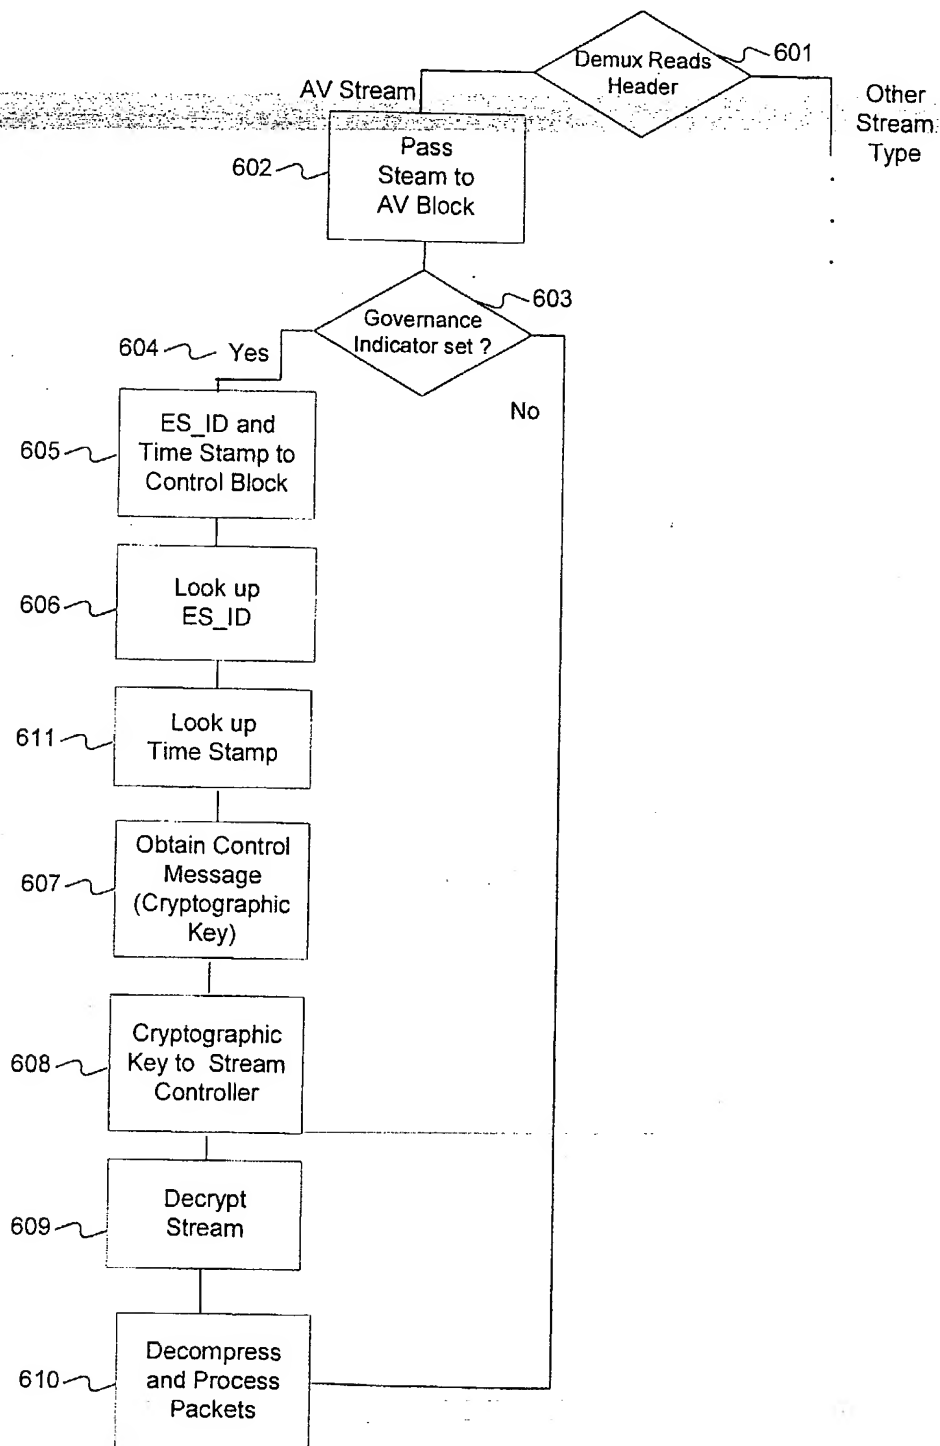 Demux Reads
Header
601
AV Stream
Other
Stream
Type
602
Pass
Steam to
AV Block
603
Governance
Indicator set ?
604
Yes
No
605
ES_ID and
Time Stamp to
Control Block
606
Look up
ES_ID
611
Look up
Time Stamp
607
Obtain Control
Message
(Cryptographic
Key)
608
Cryptographic
Key to Stream
Controller
609
Decrypt
Stream
610
Decompress
and Process
Packets